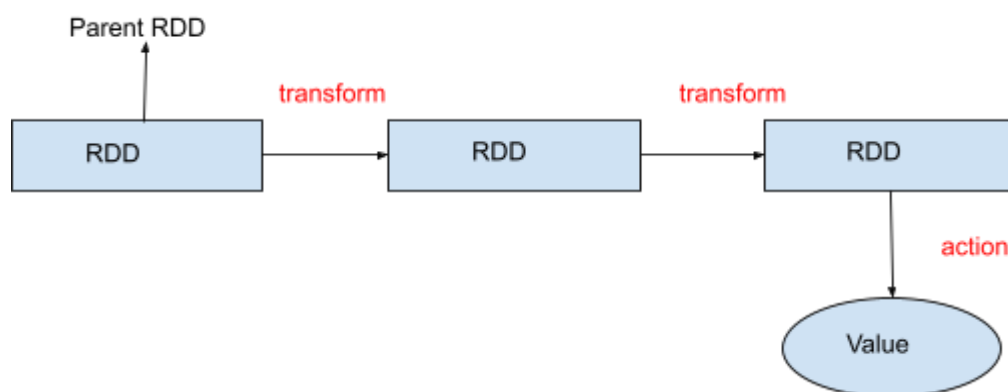 Parent RDD
transform
transform
RDD
RDD
RDD
action
Value